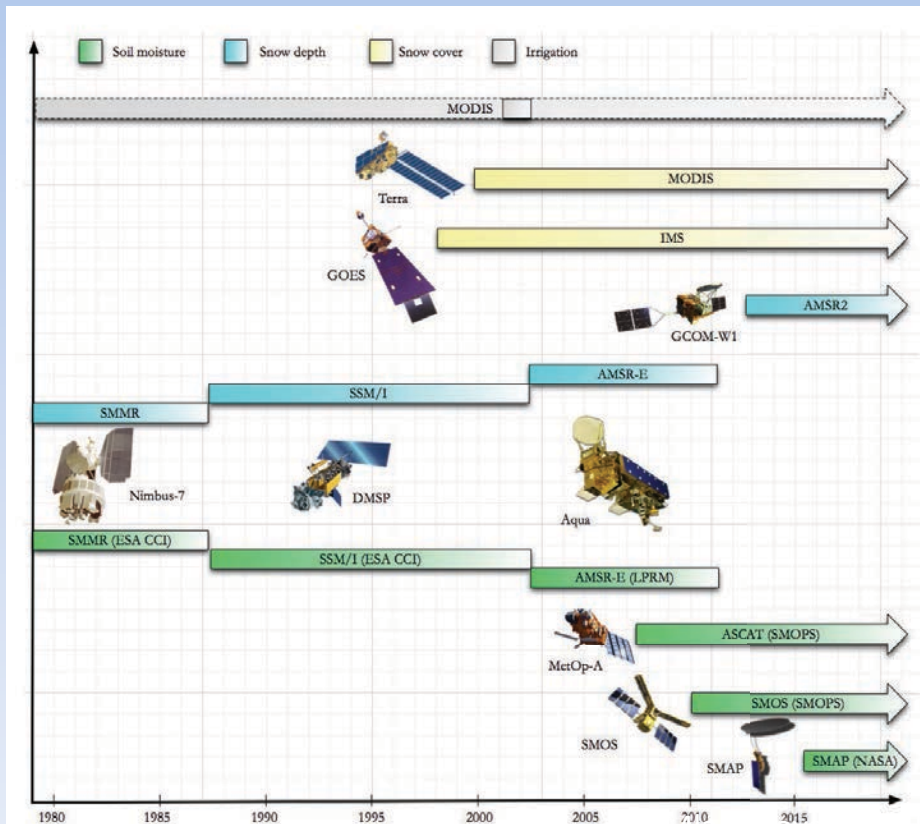 Soil moisture Snow depth Snow cover Irrigation
MODIS
Terra
MODIS
GOES
IMS
GCOM-W1
AMSR2
AMSR-E
SSM/I
SMMR
Nimbus-7
DMSP
Aqua
SMMR (ESA CCI)
SSM/I (ESA CCI)
AMSR-E (LPRM)
MetOp-A
ASCAT (SMOPS)
SMOS
SMOS (SMOPS)
SMAP
SMAP (NASA)
1980 1985 1990 1995 2000 2005 2010 2015